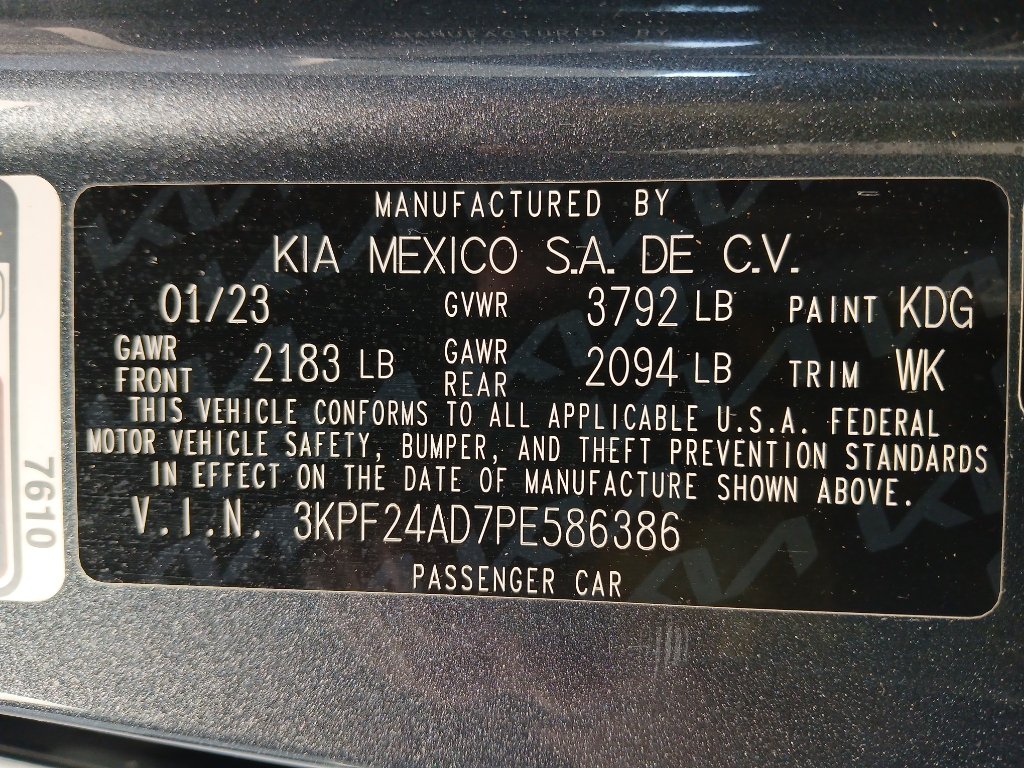 MANUFACTURED BY
KIA MEXICO S.A. DE C.V.
01/23 GVWR 3792 LB PAINT KDG
GAWR FRONT 2183 LB GAWR REAR 2094 LB TRIM WK
THIS VEHICLE CONFORMS TO ALL APPLICABLE U.S.A. FEDERAL
MOTOR VEHICLE SAFETY, BUMPER, AND THEFT PREVENTION STANDARDS
IN EFFECT ON THE DATE OF MANUFACTURE SHOWN ABOVE.
V.I.N. 3KPF24AD7PE586386
PASSENGER CAR
7610